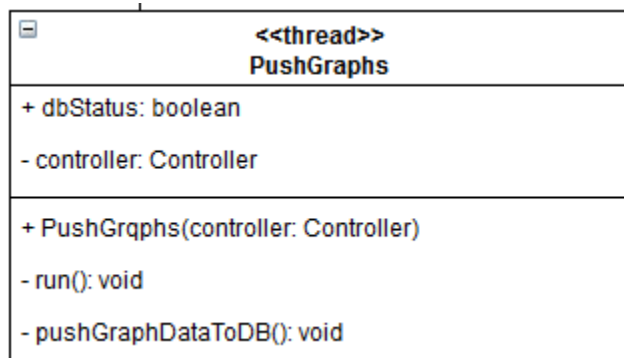 <<thread>>
PushGraphs
+ dbStatus: boolean
- controller: Controller
+ PushGrqphs(controller: Controller)
- run(): void
- pushGraphDataToDB(): void